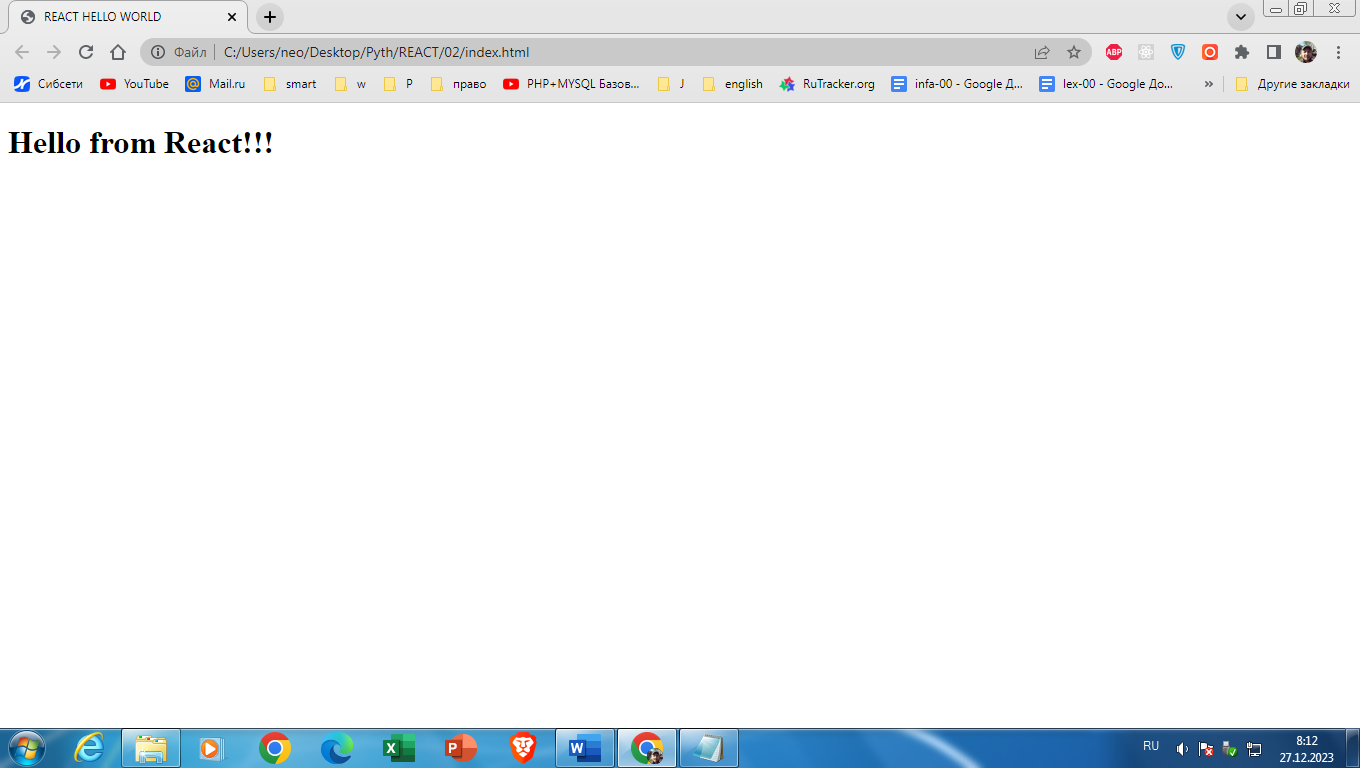 REACT HELLO WORLD
Файл C:/Users/neo/Desktop/Pyth/REACT/02/index.html ABP
Сибсети YouTube Mail.ru smart w P право PHP+MYSQL Базов... J english RuTracker.org infa-00 - Google Д... lex-00 - Google До... » Другие закладки
Hello from React!!!
RU 8:12
27.12.2023